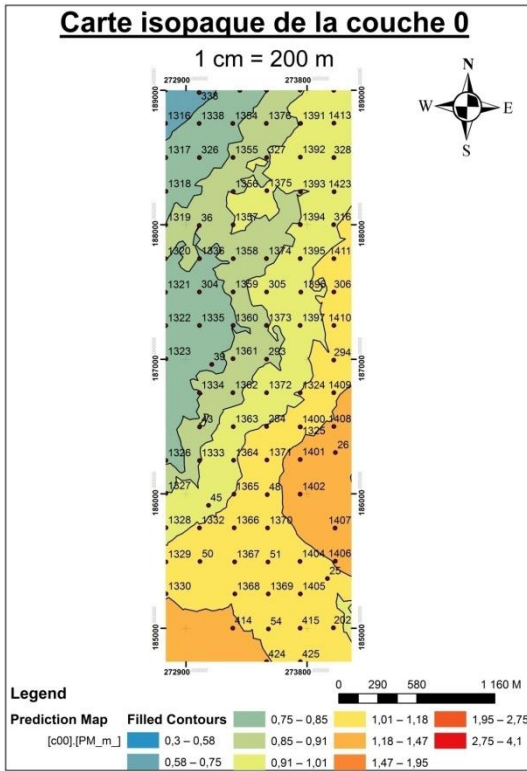 Carte isopaque de la couche 0
1 cm = 200 m
N
W E
S
272900 273800
189000 189000
338
1316 1338 1354 1376 1391 1413
1317 326 1355 327 1392 328
1318 1356 1375 1393 1423
1319 36 1357 1394 316
188000 188000
1320 1336 1358 1374 1395 1411
1321 304 1359 305 1396 306
1322 1335 1360 1373 1397 1410
1323 39 1361 293 294
187000 187000
1334 1362 1372 1324 1409
43 1363 284 1400 1408
1325
1326 1333 1364 1371 1401 26
1327 1365 48 1402
186000 186000
45
1328 1332 1366 1370 1407
1329 50 1367 51 1404 1406
25
1330 1368 1369 1405
414 54 415 202
185000 185000
424 425
272900 273800
Legend
0 290 580 1 160 M
Prediction Map Filled Contours
[c00].[PM_m_]
0,3 – 0,58
0,58 – 0,75
0,75 – 0,85
0,85 – 0,91
0,91 – 1,01
1,01 – 1,18
1,18 – 1,47
1,47 – 1,95
1,95 – 2,75
2,75 – 4,1